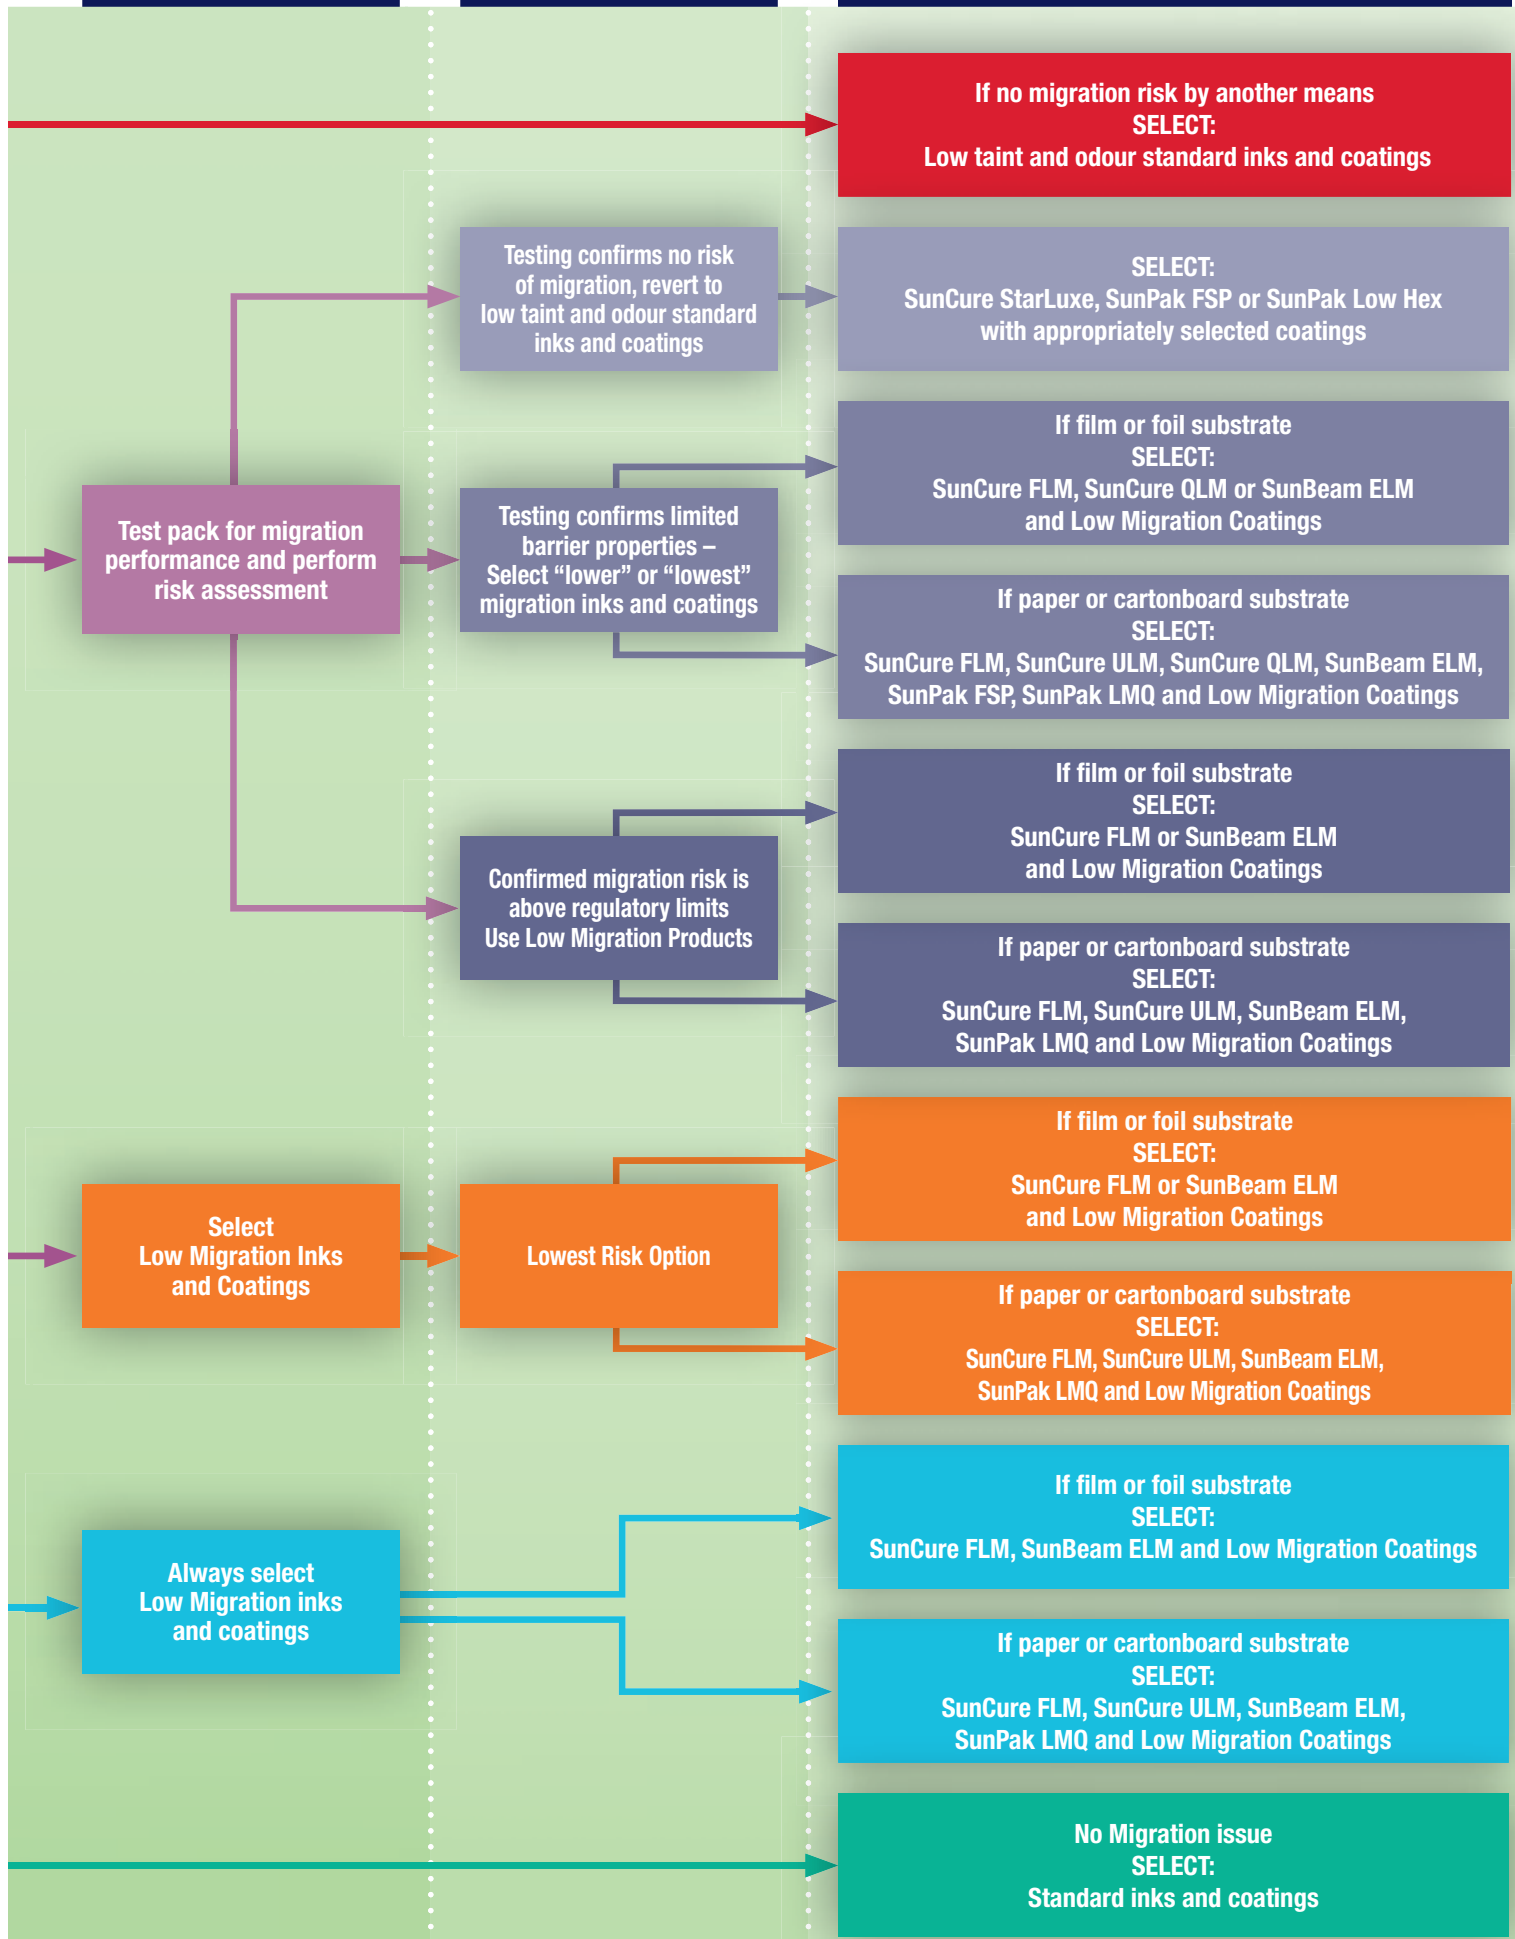 If no migration risk by another means
SELECT:
Low taint and odour standard inks and coatings
Testing confirms no risk
of migration, revert to
low taint and odour standard
inks and coatings
SELECT:
SunCure StarLuxe, SunPak FSP or SunPak Low Hex
with appropriately selected coatings
Test pack for migration
performance and perform
risk assessment
Testing confirms limited
barrier properties –
Select “lower” or “lowest”
migration inks and coatings
If film or foil substrate
SELECT:
SunCure FLM, SunCure QLM or SunBeam ELM
and Low Migration Coatings
If paper or cartonboard substrate
SELECT:
SunCure FLM, SunCure ULM, SunCure QLM, SunBeam ELM,
SunPak FSP, SunPak LMQ and Low Migration Coatings
Confirmed migration risk is
above regulatory limits
Use Low Migration Products
If film or foil substrate
SELECT:
SunCure FLM or SunBeam ELM
and Low Migration Coatings
If paper or cartonboard substrate
SELECT:
SunCure FLM, SunCure ULM, SunBeam ELM,
SunPak LMQ and Low Migration Coatings
Select
Low Migration Inks
and Coatings
Lowest Risk Option
If film or foil substrate
SELECT:
SunCure FLM or SunBeam ELM
and Low Migration Coatings
If paper or cartonboard substrate
SELECT:
SunCure FLM, SunCure ULM, SunBeam ELM,
SunPak LMQ and Low Migration Coatings
Always select
Low Migration inks
and coatings
If film or foil substrate
SELECT:
SunCure FLM, SunBeam ELM and Low Migration Coatings
If paper or cartonboard substrate
SELECT:
SunCure FLM, SunCure ULM, SunBeam ELM,
SunPak LMQ and Low Migration Coatings
No Migration issue
SELECT:
Standard inks and coatings